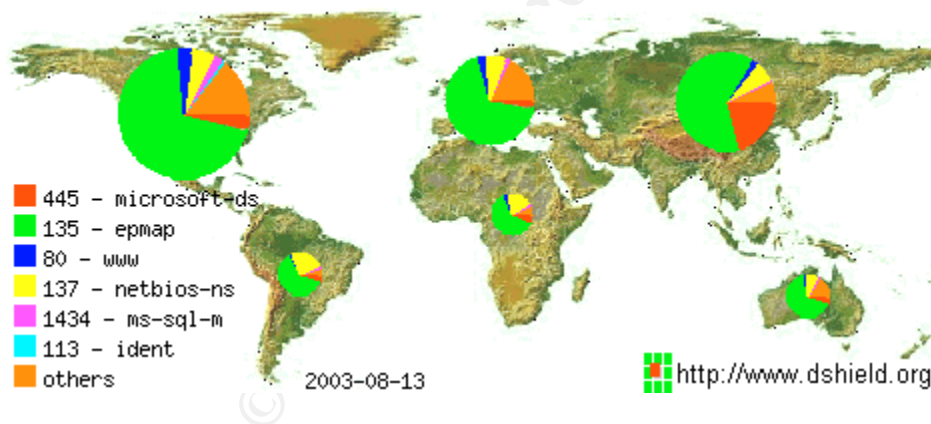 445 - microsoft-ds
135 - epmap
80 - www
137 - netbios-ns
1434 - ms-sql-m
113 - ident
others
2003-08-13
http://www.dshield.org
©